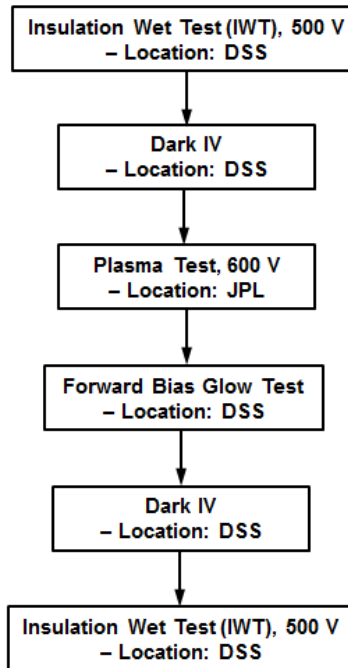 Insulation Wet Test (IWT), 500 V
– Location: DSS
Dark IV
– Location: DSS
Plasma Test, 600 V
– Location: JPL
Forward Bias Glow Test
– Location: DSS
Dark IV
– Location: DSS
Insulation Wet Test (IWT), 500 V
– Location: DSS